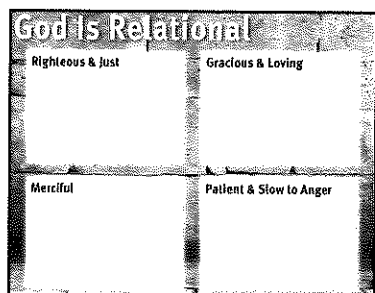 God Is Relational
Righteous & Just
Gracious & Loving
Merciful
Patient & Slow to Anger